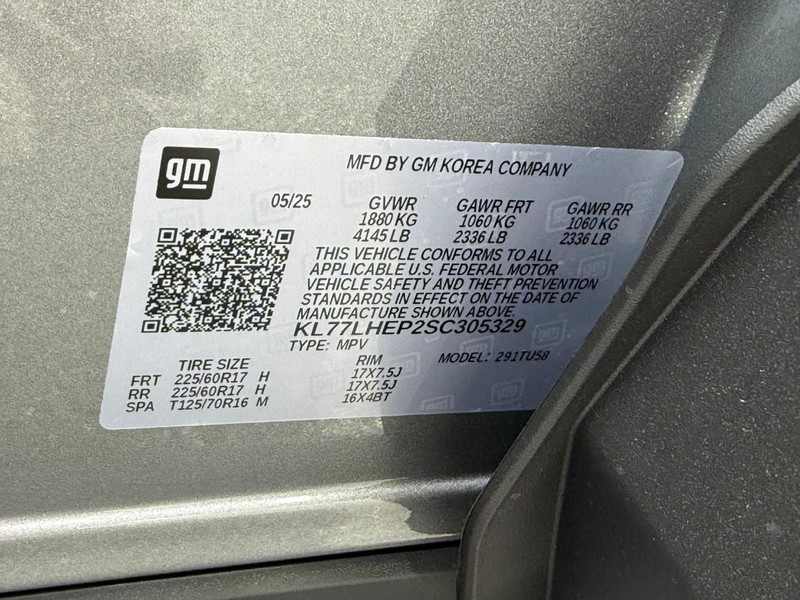 gm
MFD BY GM KOREA COMPANY
05/25 GVWR GAWR FRT GAWR RR
1880 KG 1060 KG 1060 KG
4145 LB 2336 LB 2336 LB
THIS VEHICLE CONFORMS TO ALL
APPLICABLE U.S. FEDERAL MOTOR
VEHICLE SAFETY AND THEFT PREVENTION
STANDARDS IN EFFECT ON THE DATE OF
MANUFACTURE SHOWN ABOVE.
KL77LHEP2SC305329
TYPE: MPV MODEL: 291TU58
TIRE SIZE RIM
FRT 225/60R17 H 17X7.5J
RR 225/60R17 H 17X7.5J
SPA T125/70R16 M 16X4BT